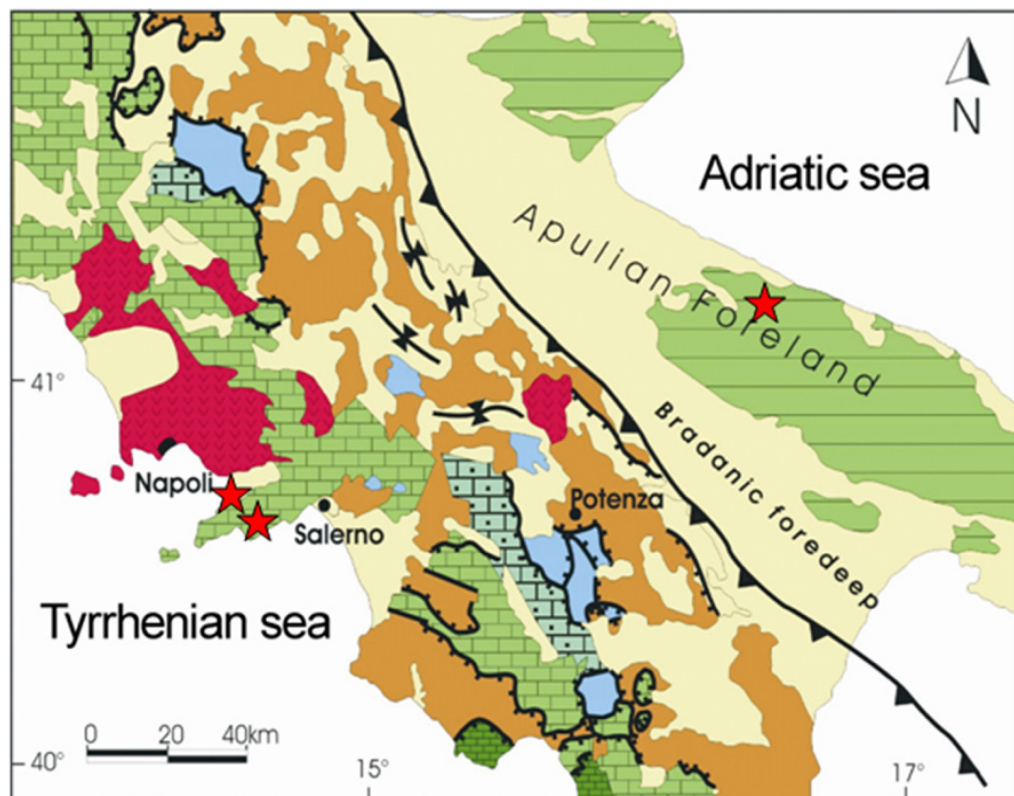 N
Adriatic sea
Apulian Foreland
41°
Bradanic foredeep
Napoli
Potenza
Salerno
Tyrrhenian sea
0 20 40km
40°
15°
17°